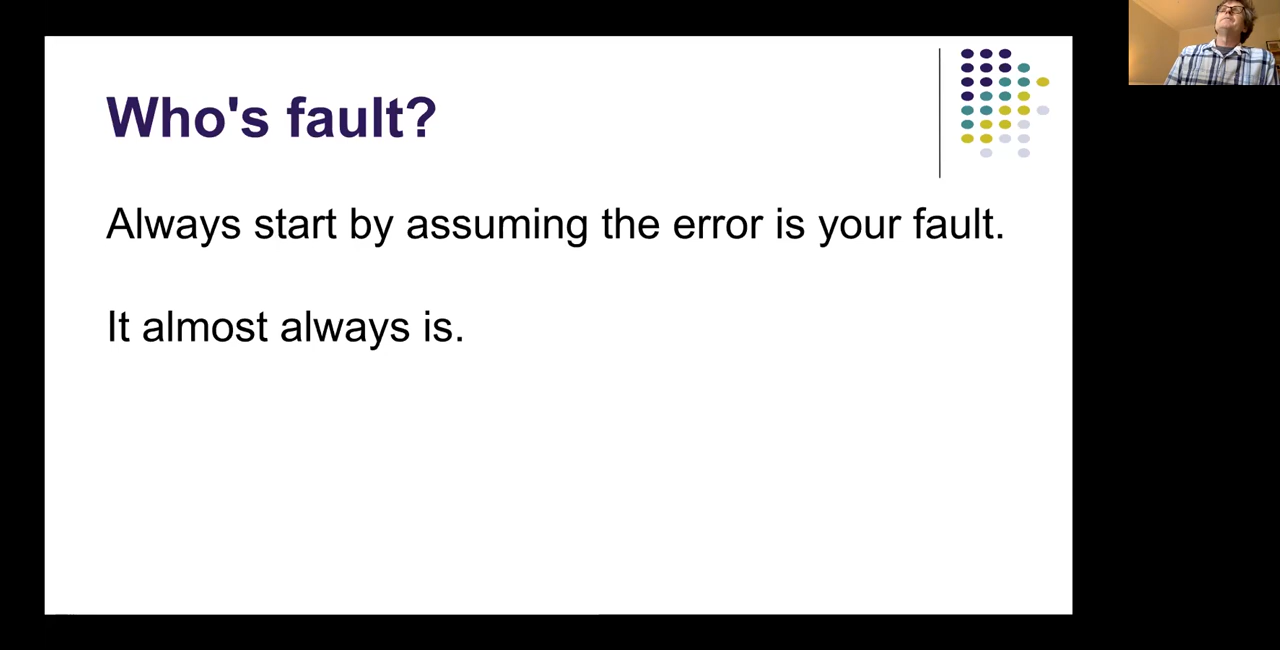 Who's fault?
Always start by assuming the error is your fault.
It almost always is.